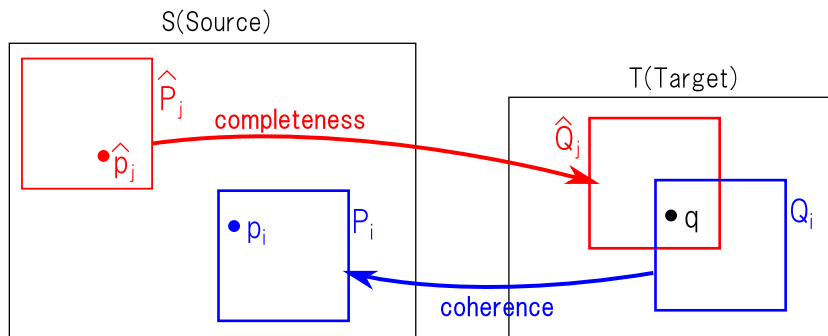 S(Source)
T(Target)
P̂j
completeness
Q̂j
p̂j
Pi
pi
q
Qi
coherence